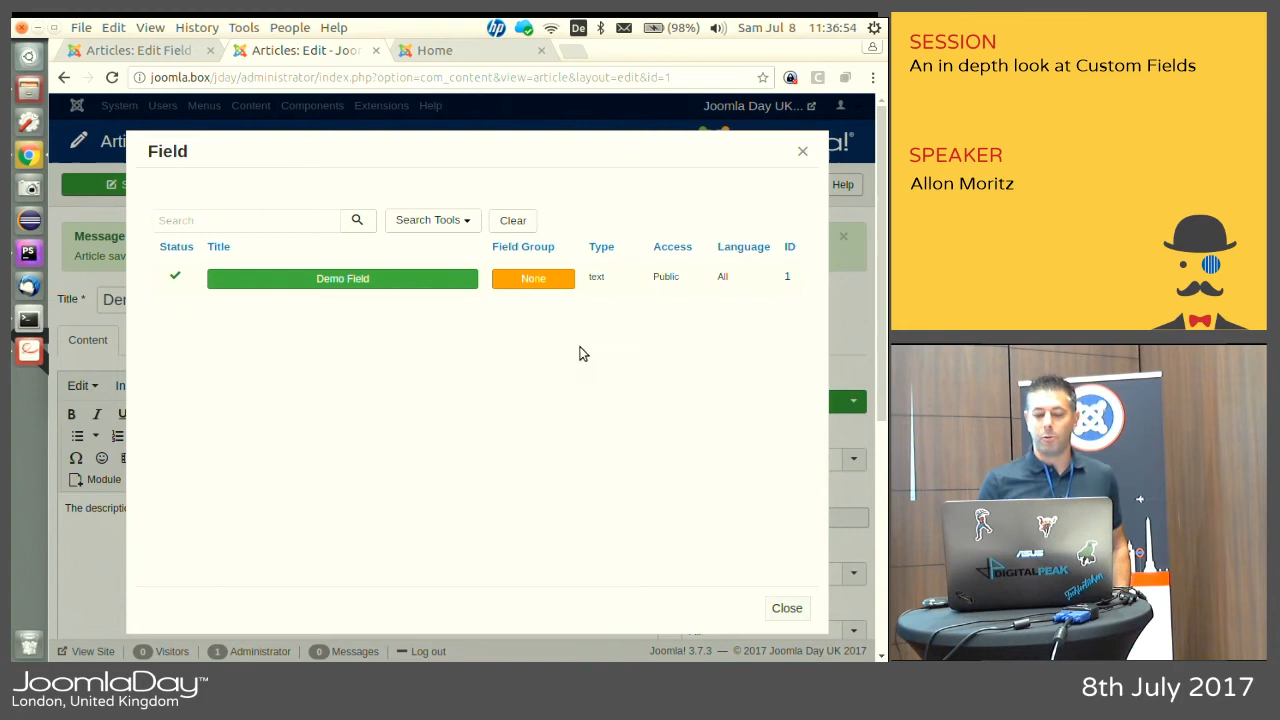 File Edit View History Tools People Help
De (98%) Sam Jul 8 11:36:54
Articles: Edit Field × Articles: Edit - Joor × Home ×
joomla.box/jday/administrator/index.php?option=com_content&view=article&layout=edit&id=1
System Users Menus Content Components Extensions Help
Joomla Day UK...
Arti
a!
S
Help
Field ×
Search Search Tools Clear
Message
Article sav
Status Title Field Group Type Access Language ID
Demo Field None text Public All 1
Title * Der
Content
Edit In
B I U
Module
The descripti
Close
View Site 0 Visitors 1 Administrator 0 Messages Log out
Joomla! 3.7.3 — © 2017 Joomla Day UK 2017
SESSION
An in depth look at Custom Fields
SPEAKER
Allon Moritz
ASUS
DIGITALPEAK
JoomlaDay™
London, United Kingdom
8th July 2017